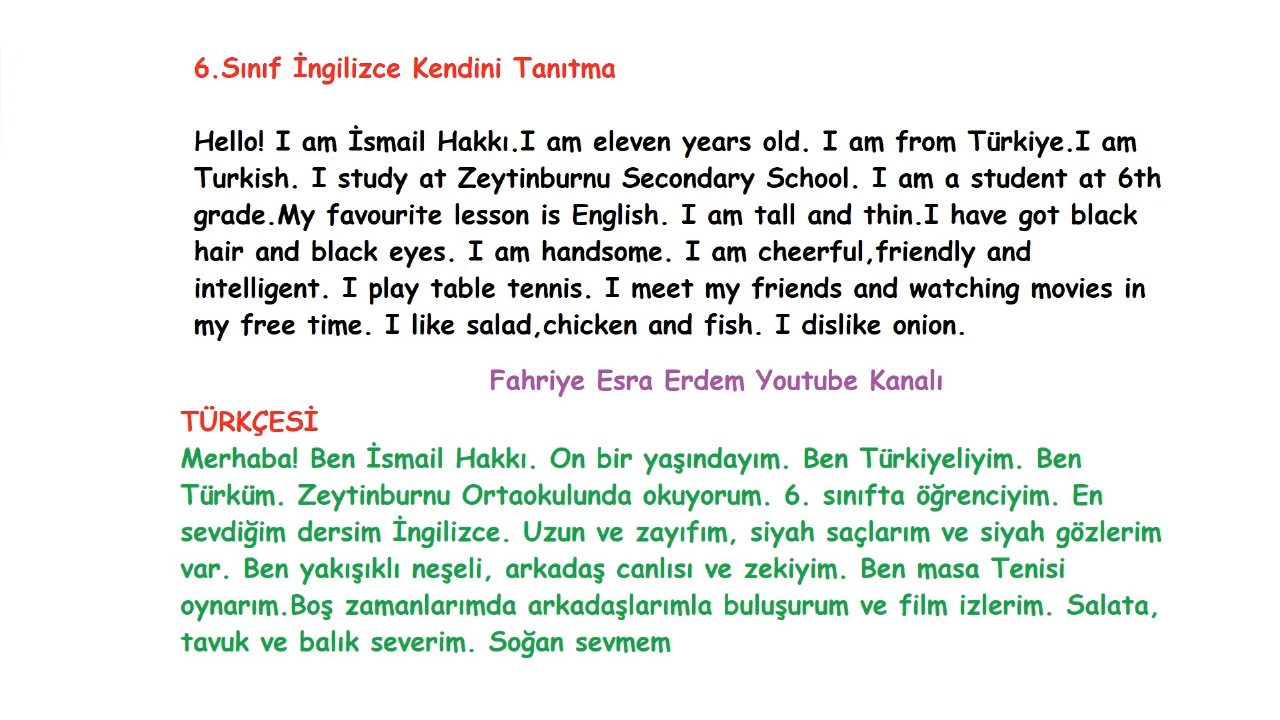 6.Sınıf İngilizce Kendini Tanıtma
Hello! I am İsmail Hakkı.I am eleven years old. I am from Türkiye.I am
Turkish. I study at Zeytinburnu Secondary School. I am a student at 6th
grade.My favourite lesson is English. I am tall and thin.I have got black
hair and black eyes. I am handsome. I am cheerful,friendly and
intelligent. I play table tennis. I meet my friends and watching movies in
my free time. I like salad,chicken and fish. I dislike onion.
Fahriye Esra Erdem Youtube Kanalı
TÜRKÇESİ
Merhaba! Ben İsmail Hakkı. On bir yaşındayım. Ben Türkiyeliyim. Ben
Türküm. Zeytinburnu Ortaokulunda okuyorum. 6. sınıfta öğrenciyim. En
sevdiğim dersim İngilizce. Uzun ve zayıfım, siyah saçlarım ve siyah gözlerim
var. Ben yakışıklı neşeli, arkadaş canlısı ve zekiyim. Ben masa Tenisi
oynarım.Boş zamanlarımda arkadaşlarımla buluşurum ve film izlerim. Salata,
tavuk ve balık severim. Soğan sevmem